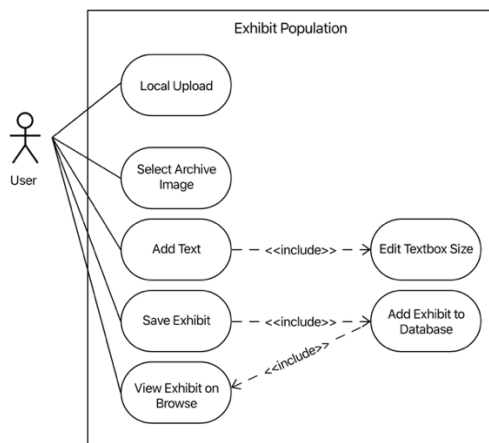 Exhibit Population
Local Upload
User
Select Archive
Image
Add Text
<<include>>
Edit Textbox Size
Save Exhibit
<<include>>
Add Exhibit to
Database
<<include>>
View Exhibit on
Browse